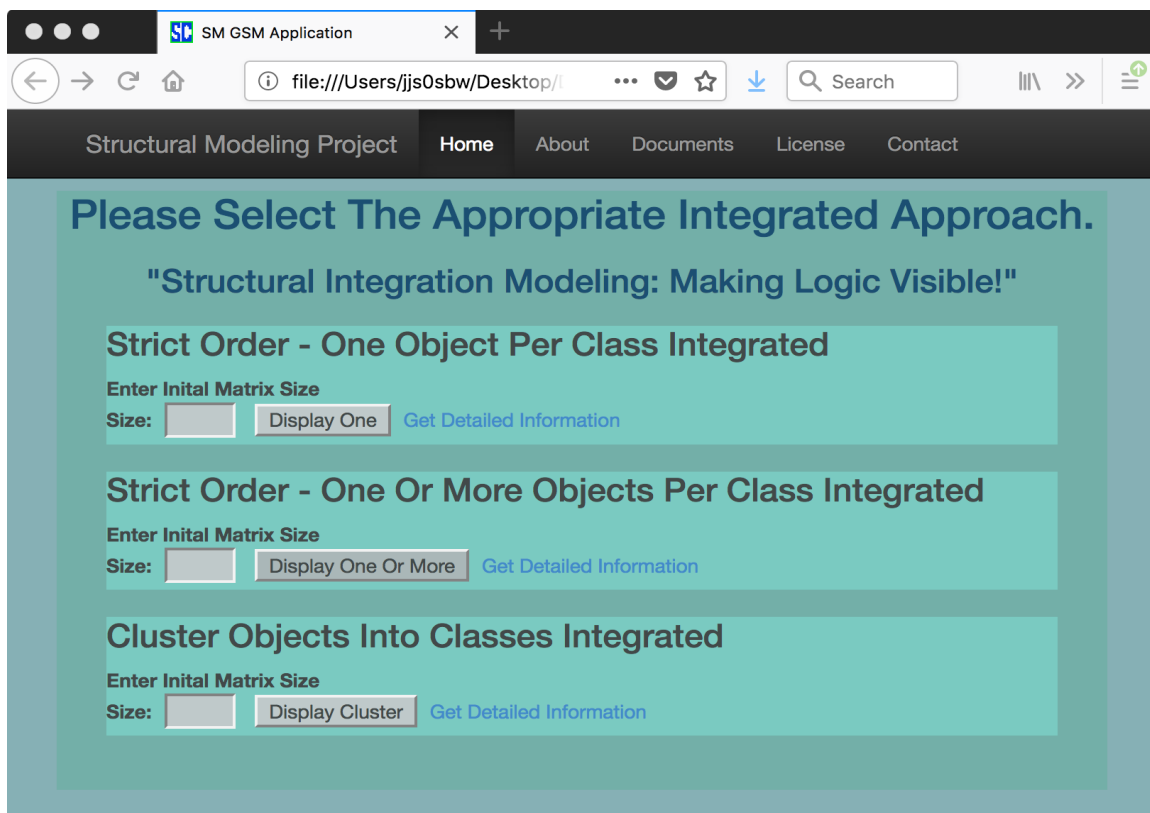 SC SM GSM Application
file:///Users/jjs0sbw/Desktop/
Search
Structural Modeling Project Home About Documents License Contact
Please Select The Appropriate Integrated Approach.
"Structural Integration Modeling: Making Logic Visible!"
Strict Order - One Object Per Class Integrated
Enter Inital Matrix Size
Size: Display One Get Detailed Information
Strict Order - One Or More Objects Per Class Integrated
Enter Inital Matrix Size
Size: Display One Or More Get Detailed Information
Cluster Objects Into Classes Integrated
Enter Inital Matrix Size
Size: Display Cluster Get Detailed Information